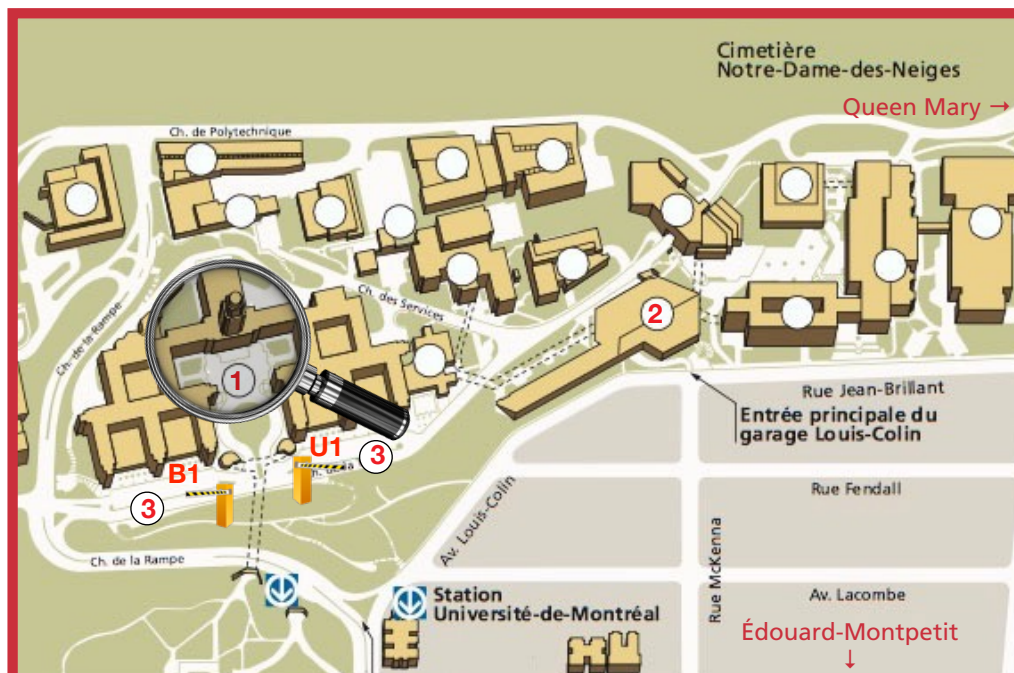 Cimetière
Notre-Dame-des-Neiges
Queen Mary →
Ch. de Polytechnique
Ch. de la Rampe
Ch. des Services
1
2
Rue Jean-Brillant
Entrée principale du
garage Louis-Colin
U1
3
B1
3
Rue Fendall
Av. Louis-Colin
Rue McKenna
Ch. de la Rampe
Station
Université-de-Montréal
Av. Lacombe
Édouard-Montpetit
↓